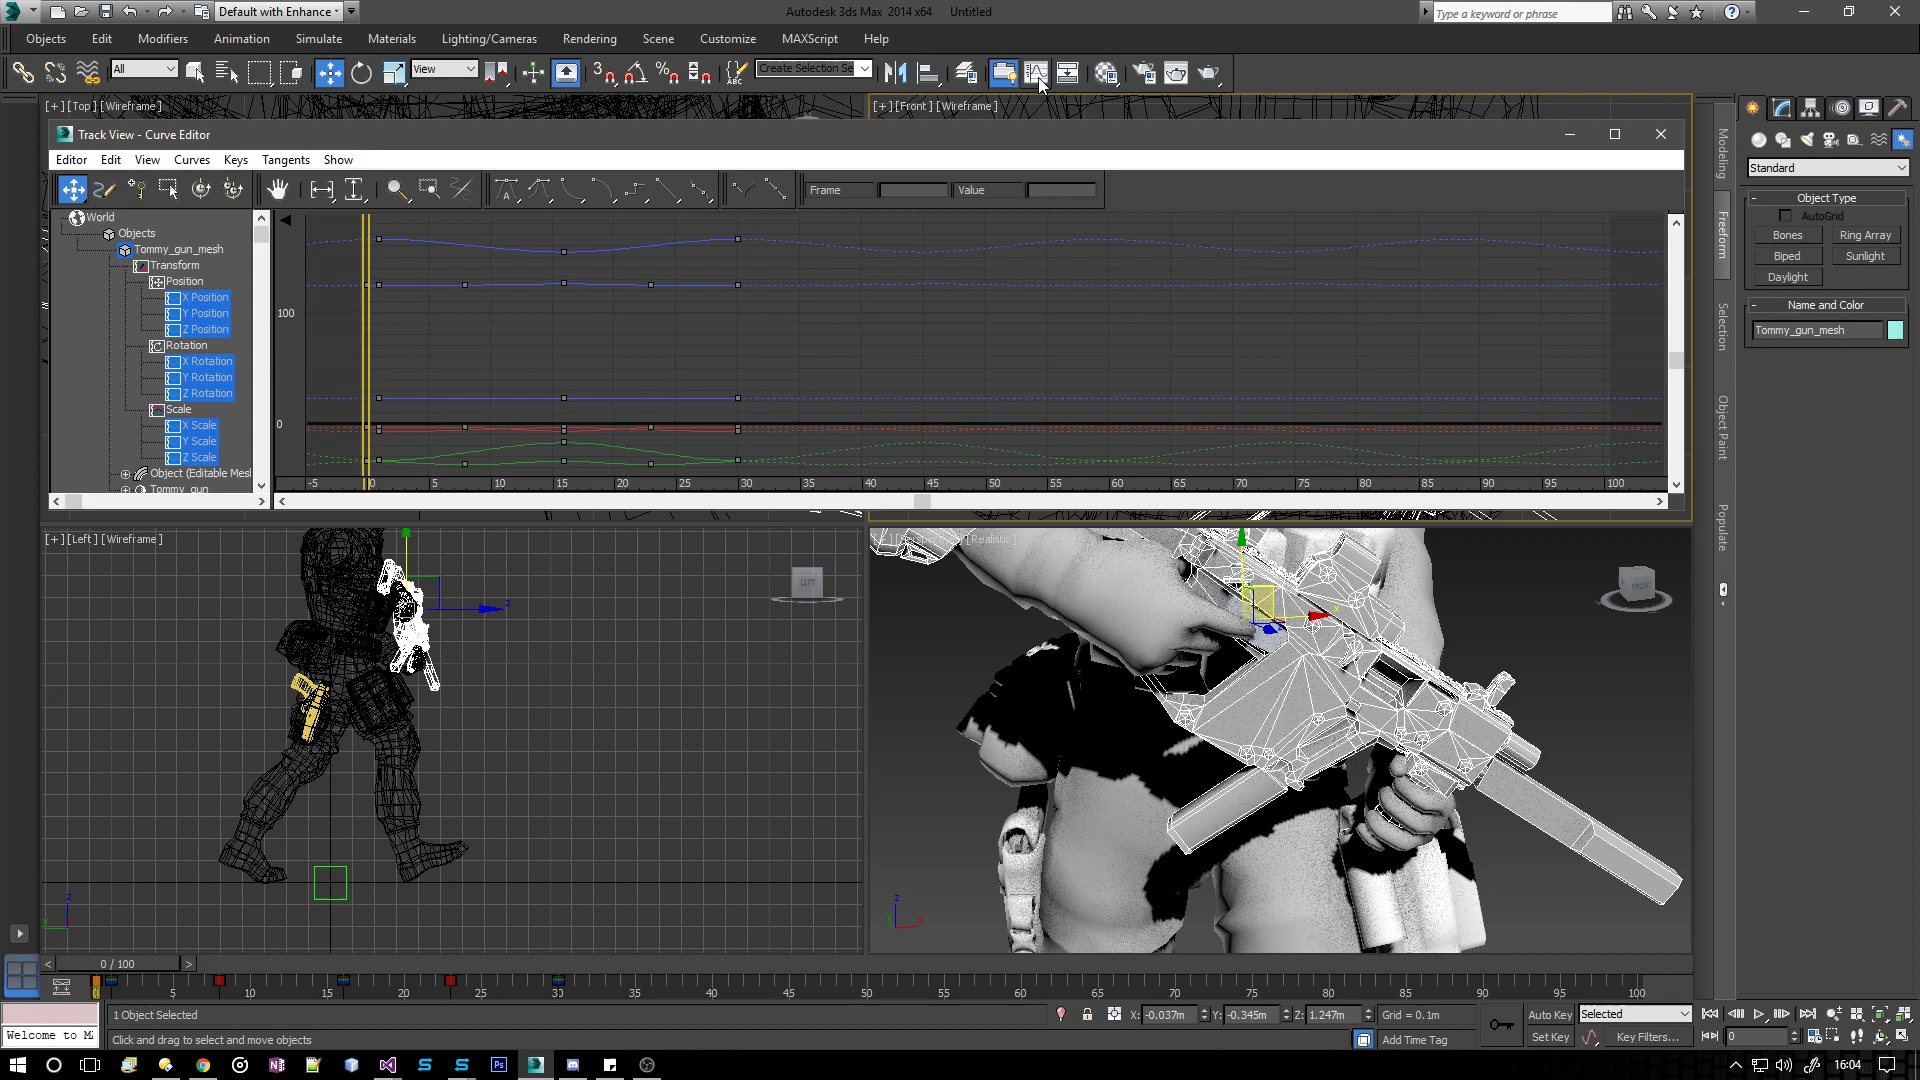 Default with Enhance
Autodesk 3ds Max 2014 x64 Untitled
Type a keyword or phrase
Objects Edit Modifiers Animation Simulate Materials Lighting/Cameras Rendering Scene Customize MAXScript Help
All
View
3
ABC
Create Selection Se
[+] [Top] [Wireframe]
[+] [Front] [Wireframe]
Track View - Curve Editor
Editor Edit View Curves Keys Tangents Show
Frame
Value
World
Objects
Tommy_gun_mesh
Transform
Position
X Position
Y Position
Z Position
Rotation
X Rotation
Y Rotation
Z Rotation
Scale
X Scale
Y Scale
Z Scale
Object (Editable Mesh
Tommy_gun
100
0
-5 0 5 10 15 20 25 30 35 40 45 50 55 60 65 70 75 80 85 90 95 100
Modeling
Freeform
Selection
Object Paint
Populate
Standard
Object Type
AutoGrid
Bones
Ring Array
Biped
Sunlight
Daylight
Name and Color
Tommy_gun_mesh
[+] [Left] [Wireframe]
LEFT
z
[Realistic]
FRONT
x
z
z
x
0 / 100
0 5 10 15 20 25 30 35 40 45 50 55 60 65 70 75 80 85 90 95 100
1 Object Selected
X: -0.037m
Y: -0.345m
Z: 1.247m
Grid = 0.1m
Auto Key
Selected
Welcome to
Click and drag to select and move objects
Add Time Tag
Set Key
Key Filters...
0
16:04